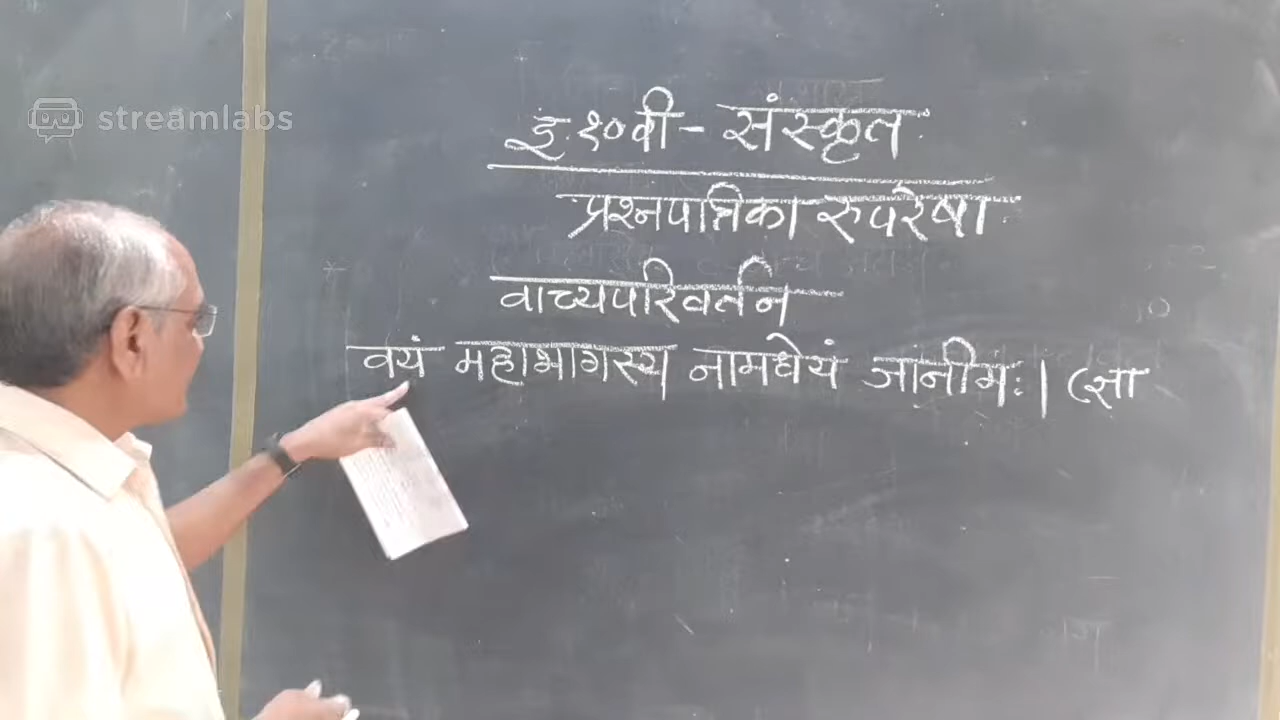 streamlabs
इ. १० वी - संस्कृत
प्रश्नपत्रिका रुपरेषा
वाच्यपरिवर्तन
वयं महाभागस्य नामधेयं जानीमः। (ज्ञा